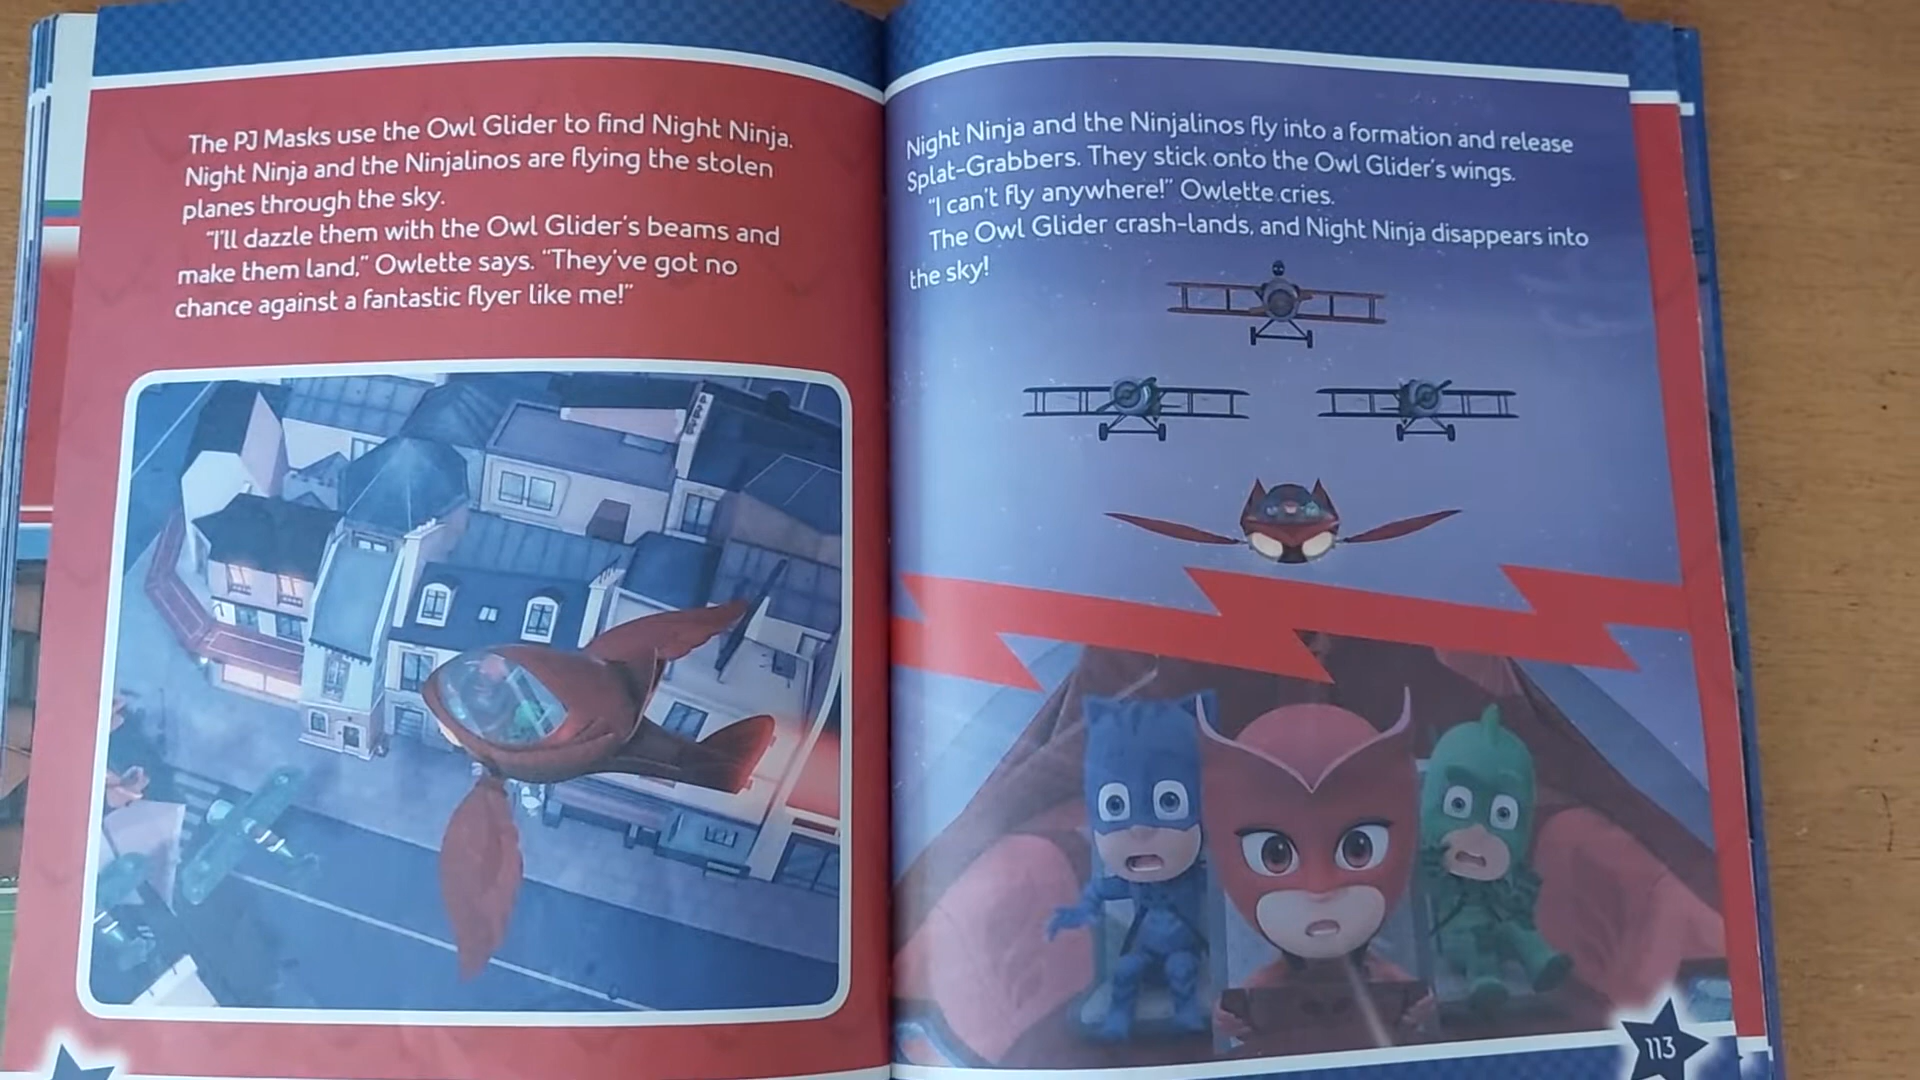 The PJ Masks use the Owl Glider to find Night Ninja.
Night Ninja and the Ninjalinos are flying the stolen
planes through the sky.
“I’ll dazzle them with the Owl Glider’s beams and
make them land,” Owlette says. “They’ve got no
chance against a fantastic flyer like me!”
Night Ninja and the Ninjalinos fly into a formation and release
Splat-Grabbers. They stick onto the Owl Glider’s wings.
“I can’t fly anywhere!” Owlette cries.
The Owl Glider crash-lands, and Night Ninja disappears into
the sky!
113